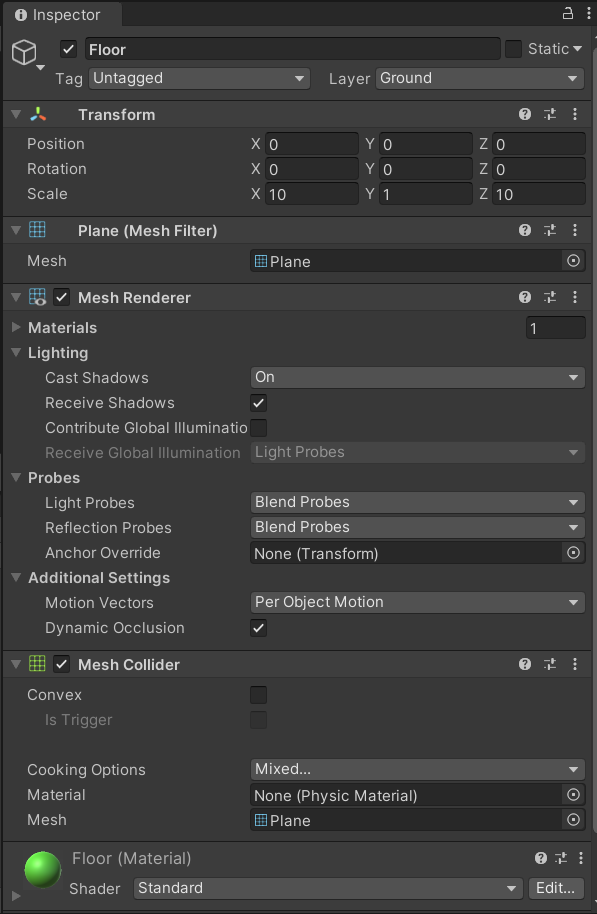 Inspector
Floor
Static
Tag Untagged Layer Ground
Transform
Position X 0 Y 0 Z 0
Rotation X 0 Y 0 Z 0
Scale X 10 Y 1 Z 10
Plane (Mesh Filter)
Mesh Plane
Mesh Renderer
Materials 1
Lighting
Cast Shadows On
Receive Shadows
Contribute Global Illuminatio
Receive Global Illumination Light Probes
Probes
Light Probes Blend Probes
Reflection Probes Blend Probes
Anchor Override None (Transform)
Additional Settings
Motion Vectors Per Object Motion
Dynamic Occlusion
Mesh Collider
Convex
Is Trigger
Cooking Options Mixed...
Material None (Physic Material)
Mesh Plane
Floor (Material)
Shader Standard Edit...